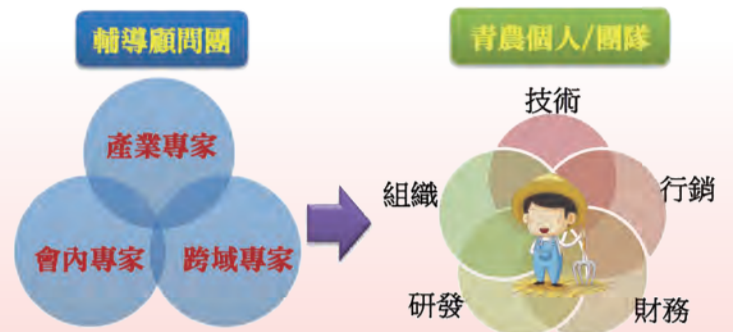 輔導顧問團
產業專家
會內專家
跨域專家
青農個人/團隊
技術
組織
行銷
研發
財務